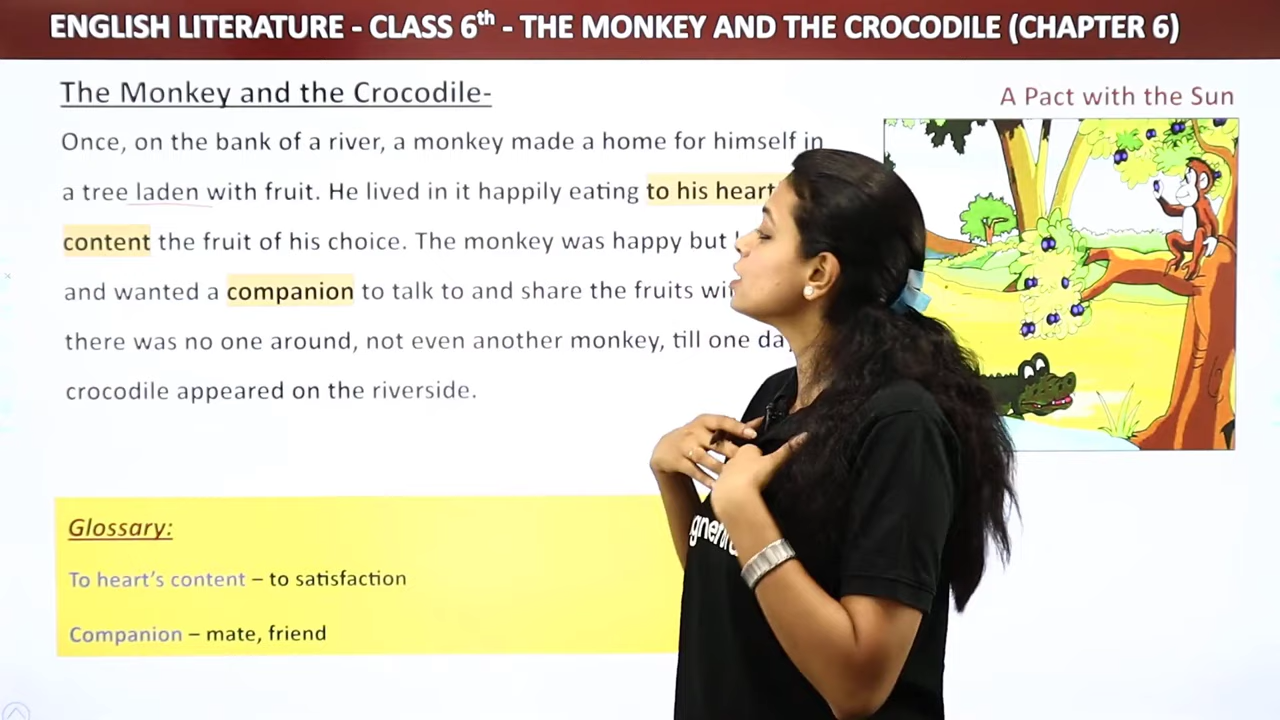 ENGLISH LITERATURE - CLASS 6th - THE MONKEY AND THE CROCODILE (CHAPTER 6)
The Monkey and the Crocodile-
A Pact with the Sun
Once, on the bank of a river, a monkey made a home for himself in
a tree laden with fruit. He lived in it happily eating to his heart
content the fruit of his choice. The monkey was happy but
and wanted a companion to talk to and share the fruits
there was no one around, not even another monkey, till one
crocodile appeared on the riverside.
Glossary:
To heart's content – to satisfaction
Companion – mate, friend